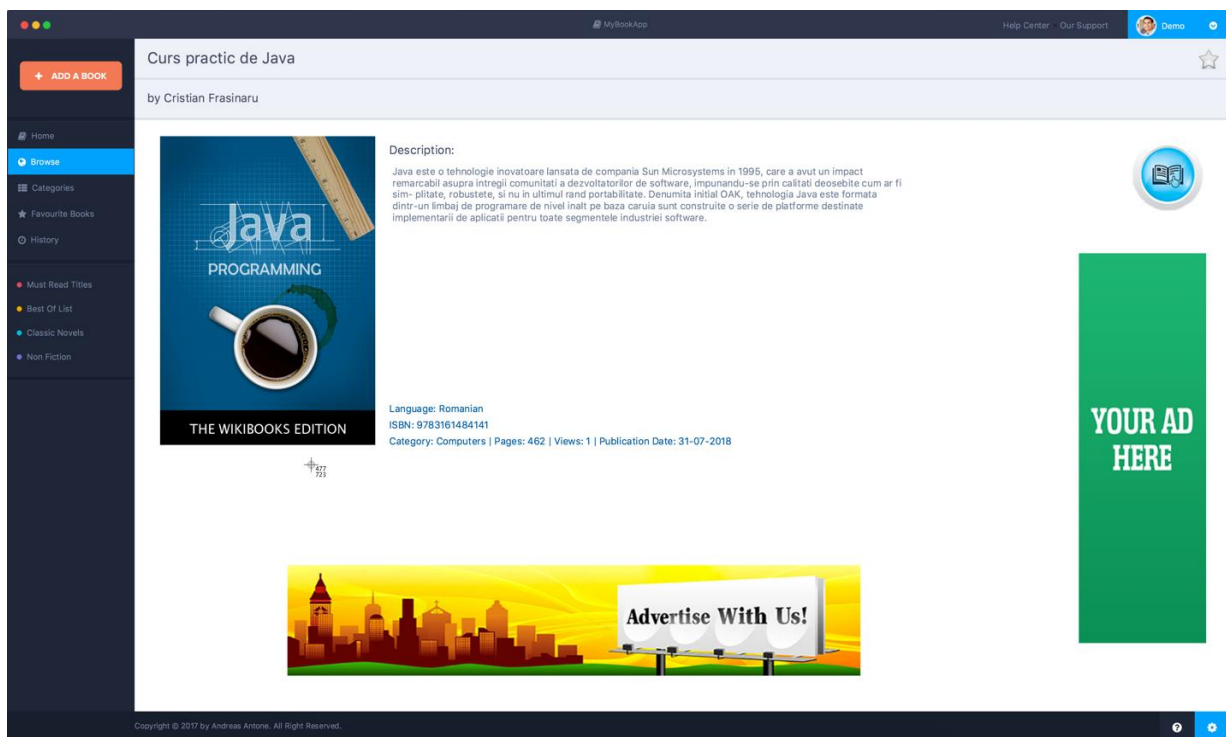 MyBookApp
Help Center Our Support
Demo
+ ADD A BOOK
Home
Browse
Categories
Favourite Books
History
Must Read Titles
Best Of List
Classic Novels
Non Fiction
Curs practic de Java
by Cristian Frasinaru
Java
PROGRAMMING
THE WIKIBOOKS EDITION
Description:
Java este o tehnologie inovatoare lansata de compania Sun Microsystems in 1995, care a avut un impact
remarcabil asupra intregii comunitati a dezvoltatorilor de software, impunandu-se prin calitati deosebite cum ar fi
sim- plitate, robustete, si nu in ultimul rand portabilitate. Denumita initial OAK, tehnologia Java este formata
dintr-un limbaj de programare de nivel inalt pe baza caruia sunt construite o serie de platforme destinate
implementarii de aplicatii pentru toate segmentele industriei software.
Language: Romanian
ISBN: 9783161484141
Category: Computers | Pages: 462 | Views: 1 | Publication Date: 31-07-2018
477
723
YOUR AD
HERE
Advertise With Us!
Copyright © 2017 by Andreas Antone. All Right Reserved.